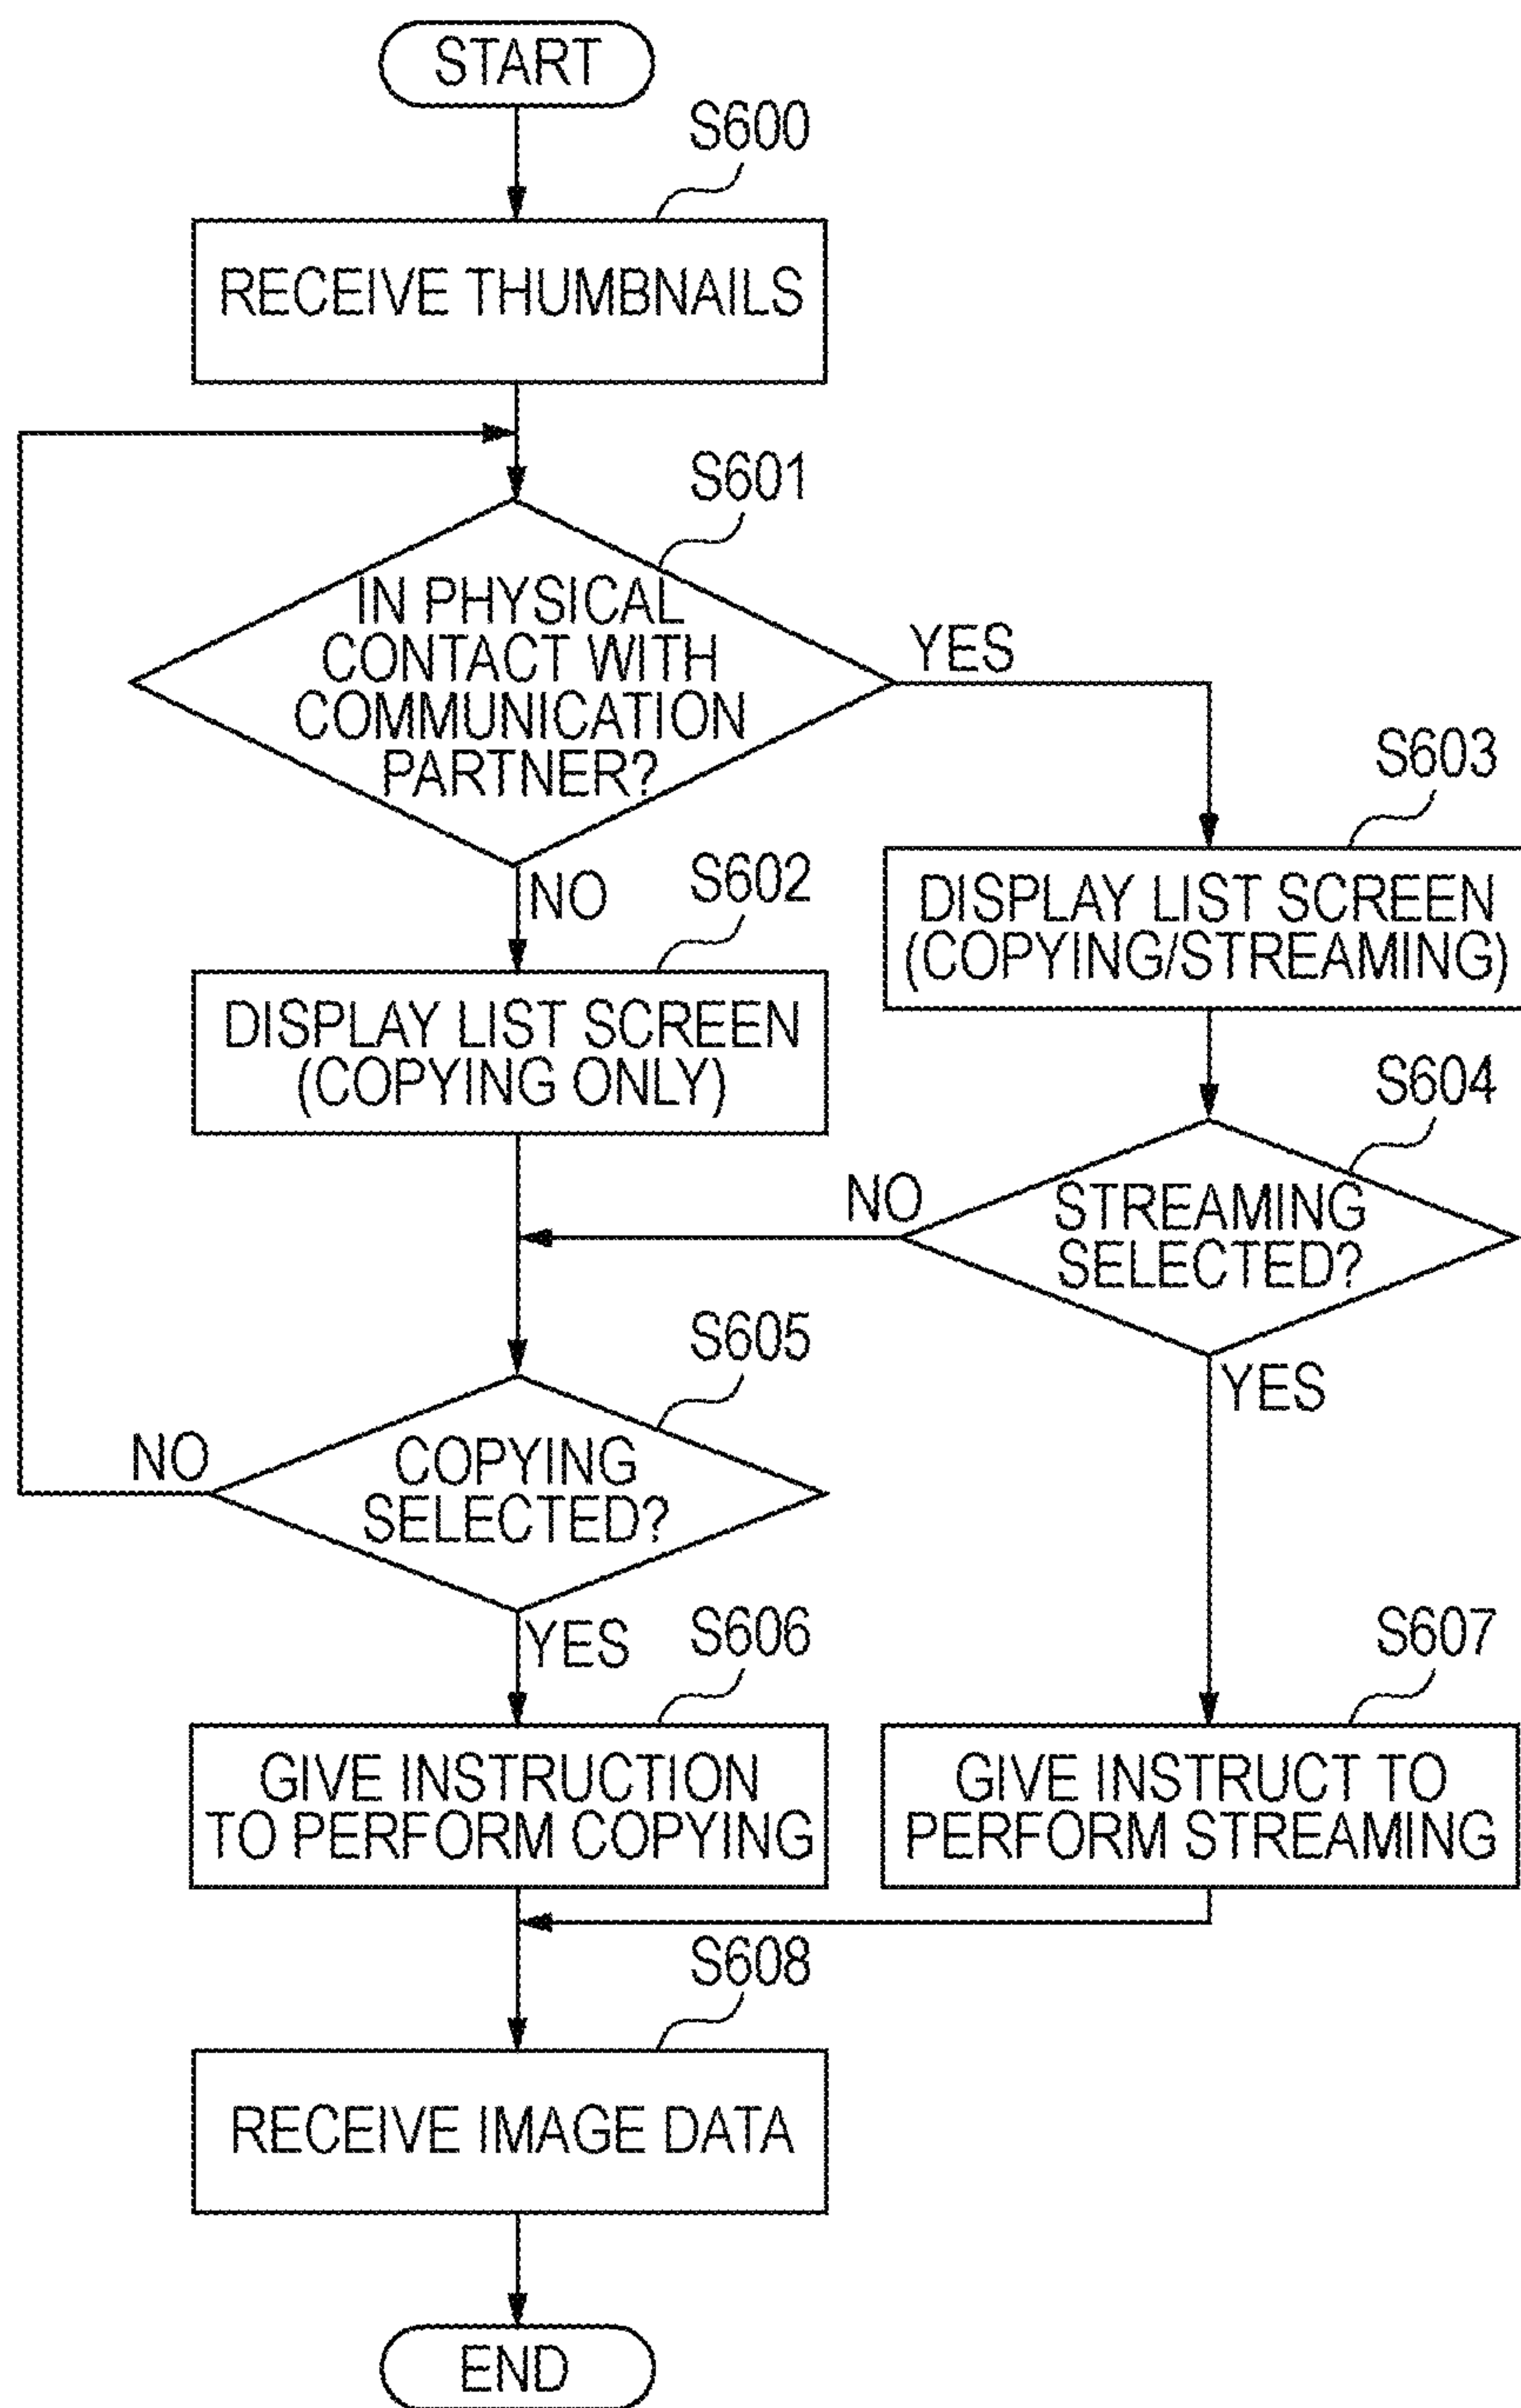 START
S600
RECEIVE THUMBNAILS
S601
IN PHYSICAL
CONTACT WITH
COMMUNICATION
PARTNER?
YES
NO
S602
DISPLAY LIST SCREEN
(COPYING ONLY)
S603
DISPLAY LIST SCREEN
(COPYING/STREAMING)
S604
STREAMING
SELECTED?
NO
YES
S605
COPYING
SELECTED?
NO
YES
S606
GIVE INSTRUCTION
TO PERFORM COPYING
S607
GIVE INSTRUCT TO
PERFORM STREAMING
S608
RECEIVE IMAGE DATA
END